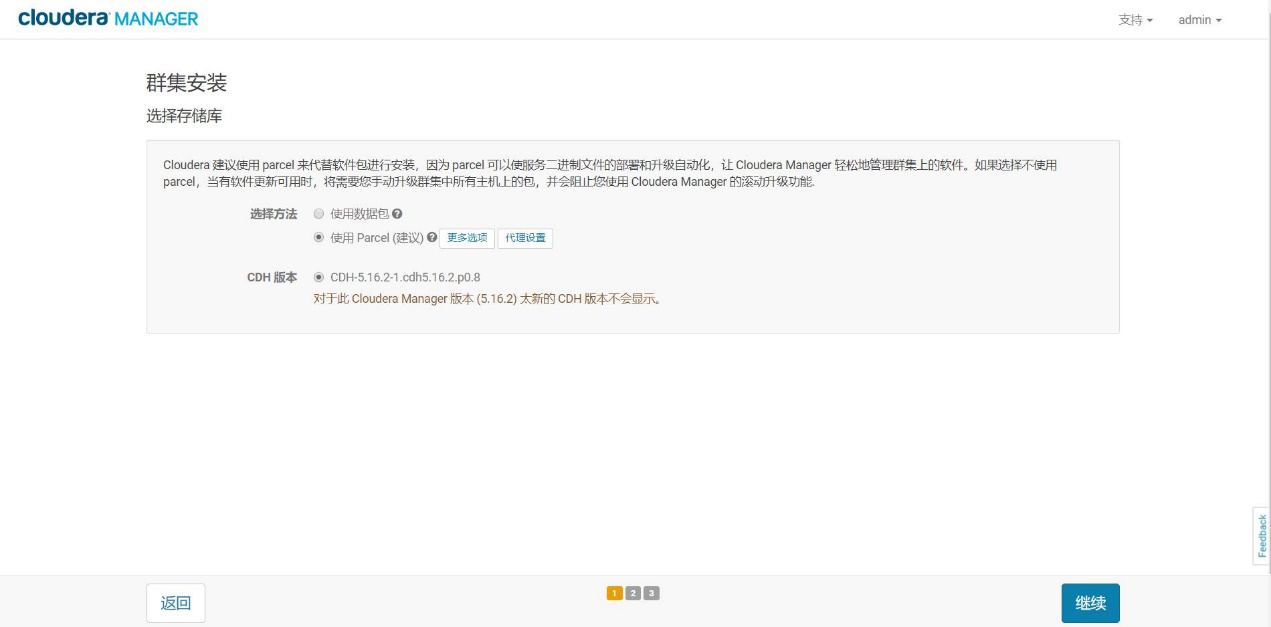 cloudera MANAGER
支持 admin
群集安装
选择存储库
Cloudera 建议使用 parcel 来代替软件包进行安装，因为 parcel 可以使服务二进制文件的部署和升级自动化，让 Cloudera Manager 轻松地管理群集上的软件。如果选择不使用
parcel，当有软件更新可用时，将需要您手动升级群集中所有主机上的包，并会阻止您使用 Cloudera Manager 的滚动升级功能.
选择方法 使用数据包 ?
使用 Parcel (建议) ? 更多选项 代理设置
CDH 版本 CDH-5.16.2-1.cdh5.16.2.p0.8
对于此 Cloudera Manager 版本 (5.16.2) 太新的 CDH 版本不会显示。
Feedback
返回 1 2 3 继续